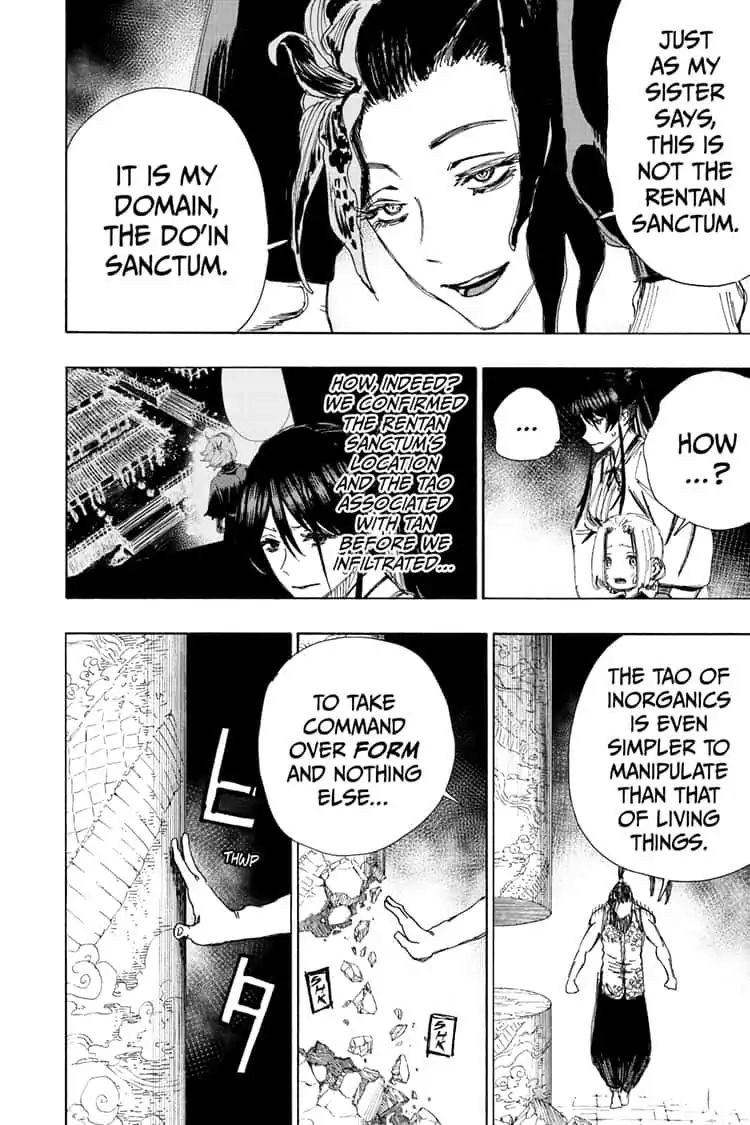 JUST
AS MY
SISTER
SAYS,
THIS IS
NOT THE
RENTAN
SANCTUM.
IT IS MY
DOMAIN,
THE DO'IN
SANCTUM.
HOW
...?
...
HOW, INDEED?
WE CONFIRMED
THE RENTAN
SANCTUM'S
LOCATION
AND THE TAO
ASSOCIATED
WITH TAN
BEFORE WE
INFILTRATED...
THE TAO OF
INORGANICS
IS EVEN
SIMPLER TO
MANIPULATE
THAN THAT
OF LIVING
THINGS.
TO TAKE
COMMAND
OVER FORM
AND NOTHING
ELSE...
SHK
SHK
ピタ
THWP